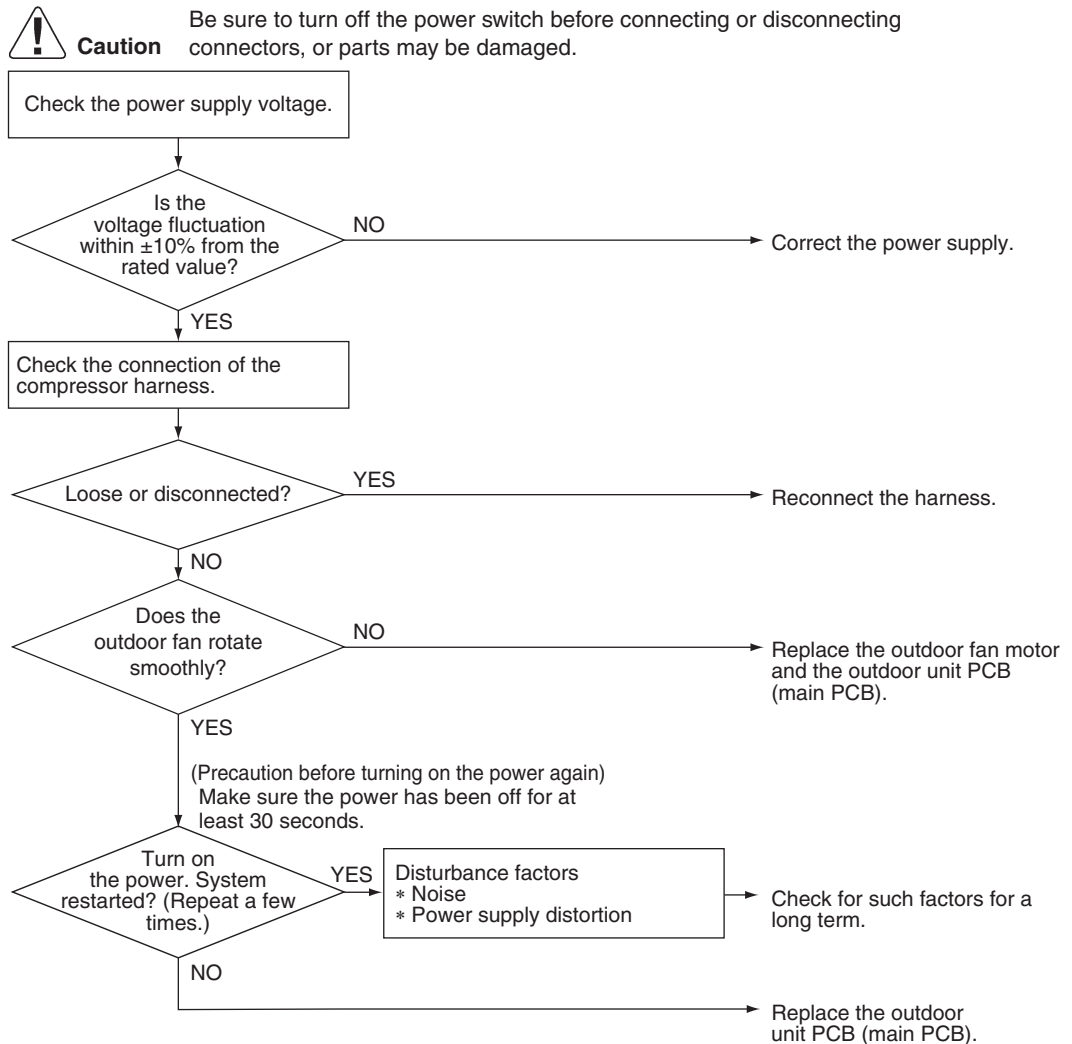 Be sure to turn off the power switch before connecting or disconnecting
Caution connectors, or parts may be damaged.
Check the power supply voltage.
Is the
voltage fluctuation
within ±10% from the
rated value?
NO
Correct the power supply.
YES
Check the connection of the
compressor harness.
Loose or disconnected?
YES
Reconnect the harness.
NO
Does the
outdoor fan rotate
smoothly?
NO
Replace the outdoor fan motor
and the outdoor unit PCB
(main PCB).
YES
(Precaution before turning on the power again)
Make sure the power has been off for at
least 30 seconds.
Turn on
the power. System
restarted? (Repeat a few
times.)
YES
Disturbance factors
∗ Noise
∗ Power supply distortion
Check for such factors for a
long term.
NO
Replace the outdoor
unit PCB (main PCB).